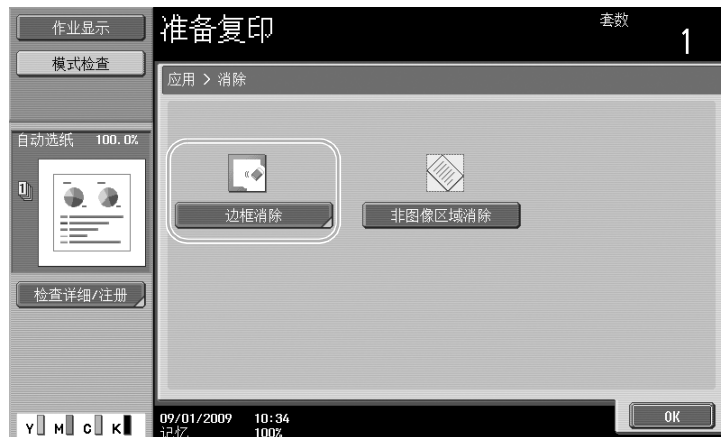 作业显示
准备复印
套数
1
模式检查
应用 > 消除
自动选纸 100.0%
边框消除
非图像区域消除
检查详细/注册
OK
Y M C K
09/01/2009 10:34
记忆 100%